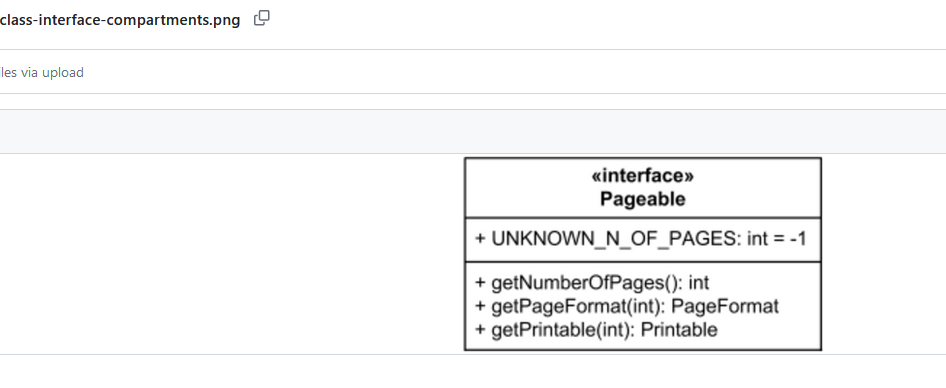 class-interface-compartments.png
les via upload
«interface»
Pageable
+ UNKNOWN_N_OF_PAGES: int = -1
+ getNumberOfPages(): int
+ getPageFormat(int): PageFormat
+ getPrintable(int): Printable